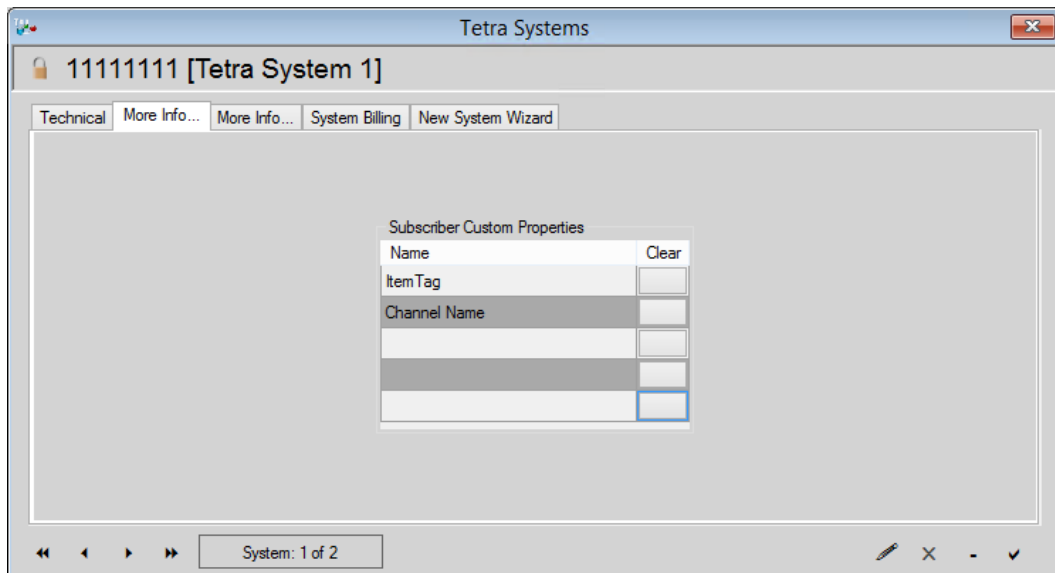 Tetra Systems
11111111 [Tetra System 1]
Technical More Info... More Info... System Billing New System Wizard
Subscriber Custom Properties
Name Clear
ItemTag
Channel Name
System: 1 of 2